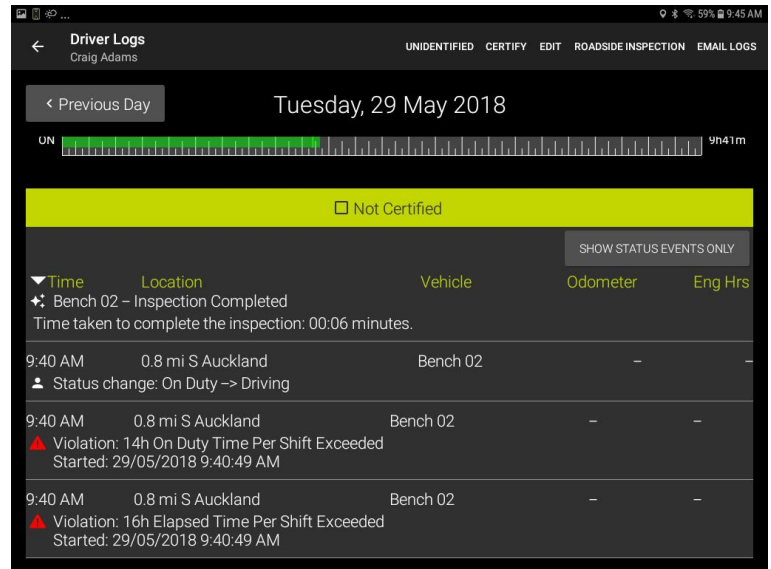 ... 59% 9:45 AM
Driver Logs
Craig Adams
UNIDENTIFIED CERTIFY EDIT ROADSIDE INSPECTION EMAIL LOGS
< Previous Day Tuesday, 29 May 2018
ON 9h41m
Not Certified
SHOW STATUS EVENTS ONLY
Time Location Vehicle Odometer Eng Hrs
Bench 02 – Inspection Completed
Time taken to complete the inspection: 00:06 minutes.
9:40 AM 0.8 mi S Auckland Bench 02 – –
Status change: On Duty –> Driving
9:40 AM 0.8 mi S Auckland Bench 02 – –
Violation: 14h On Duty Time Per Shift Exceeded
Started: 29/05/2018 9:40:49 AM
9:40 AM 0.8 mi S Auckland Bench 02 – –
Violation: 16h Elapsed Time Per Shift Exceeded
Started: 29/05/2018 9:40:49 AM